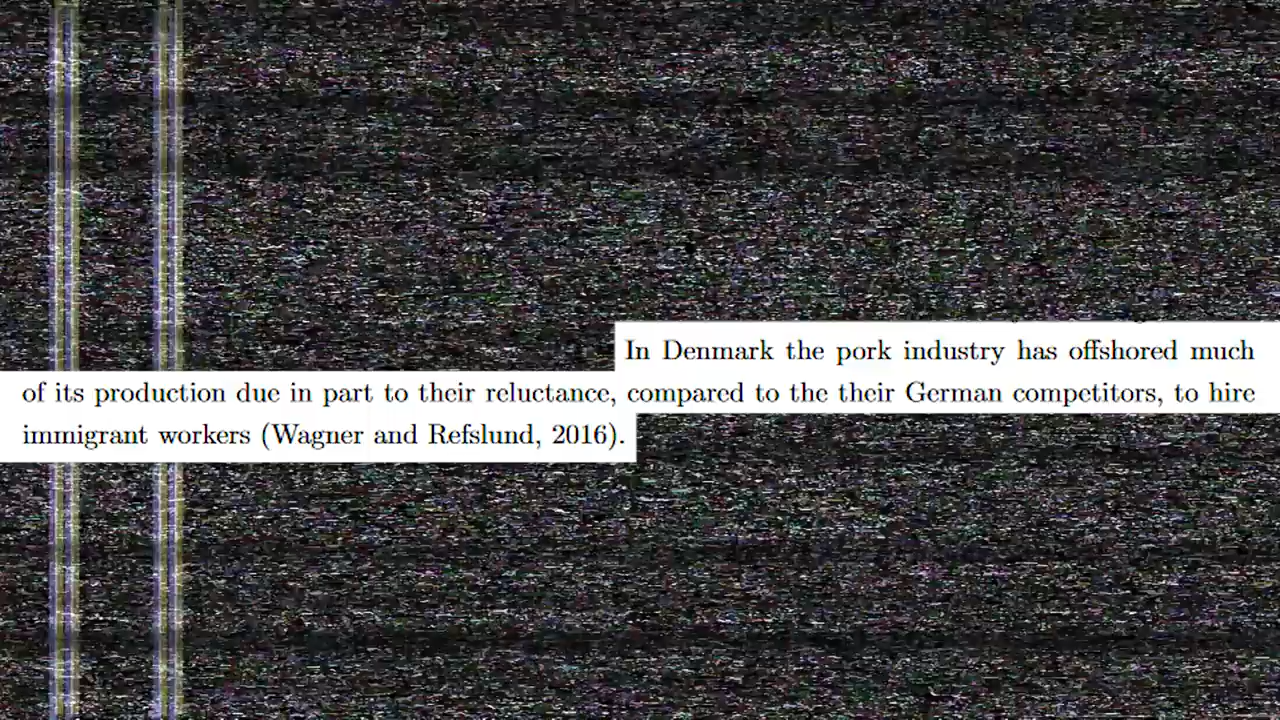 In Denmark the pork industry has offshored much
of its production due in part to their reluctance, compared to the their German competitors, to hire
immigrant workers (Wagner and Refslund, 2016).